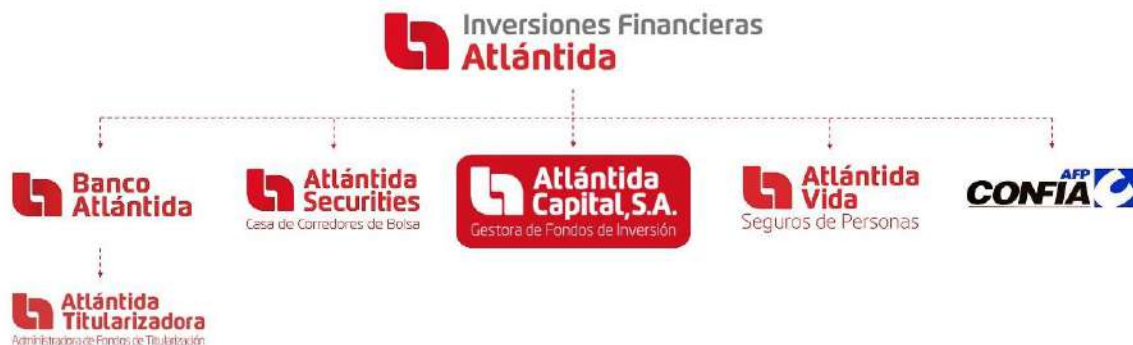 Inversiones Financieras
Atlántida
Banco
Atlántida
Atlántida
Securities
Casa de Corredores de Bolsa
Atlántida
Capital, S.A.
Gestora de Fondos de Inversión
Atlántida
Vida
Seguros de Personas
AFP
CONFÍA
Atlántida
Titularizadora
Administradora de Fondos de Titularización